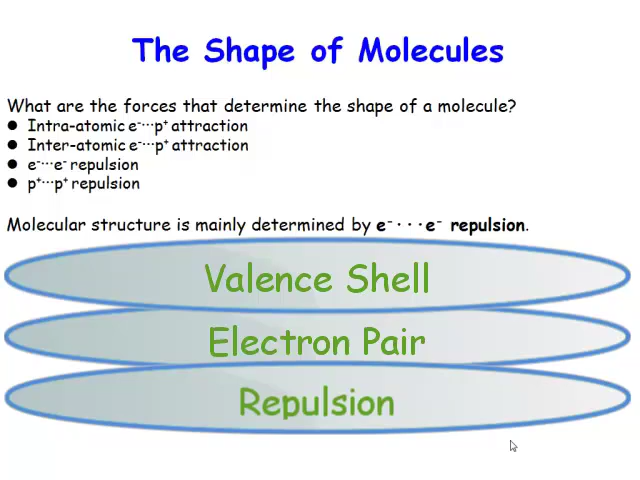 The Shape of Molecules
What are the forces that determine the shape of a molecule?
● Intra-atomic e⁻···p⁺ attraction
● Inter-atomic e⁻···p⁺ attraction
● e⁻···e⁻ repulsion
● p⁺···p⁺ repulsion
Molecular structure is mainly determined by e⁻···e⁻ repulsion.
Valence Shell
Electron Pair
Repulsion